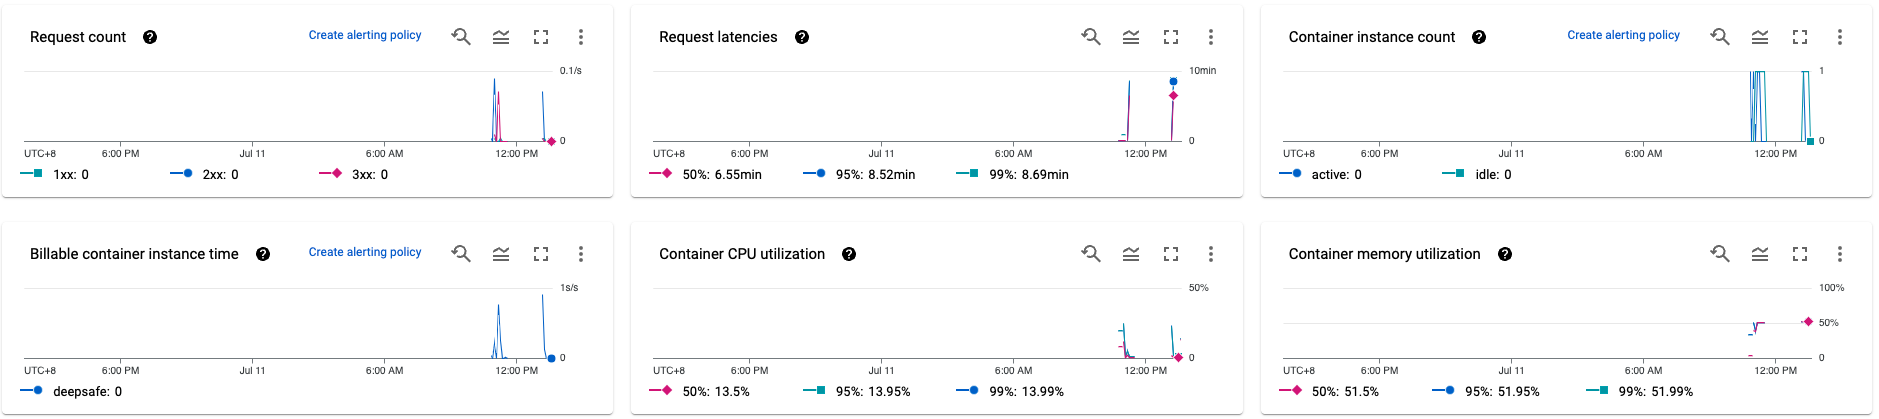 Request count ? Create alerting policy
0.1/s
0
UTC+8 6:00 PM Jul 11 6:00 AM 12:00 PM
1xx: 0 2xx: 0 3xx: 0
Request latencies ?
10min
0
UTC+8 6:00 PM Jul 11 6:00 AM 12:00 PM
50%: 6.55min 95%: 8.52min 99%: 8.69min
Container instance count ? Create alerting policy
1
0
UTC+8 6:00 PM Jul 11 6:00 AM 12:00 PM
active: 0 idle: 0
Billable container instance time ? Create alerting policy
1s/s
0
UTC+8 6:00 PM Jul 11 6:00 AM 12:00 PM
deepsafe: 0
Container CPU utilization ?
50%
0
UTC+8 6:00 PM Jul 11 6:00 AM 12:00 PM
50%: 13.5% 95%: 13.95% 99%: 13.99%
Container memory utilization ?
100%
50%
0
UTC+8 6:00 PM Jul 11 6:00 AM 12:00 PM
50%: 51.5% 95%: 51.95% 99%: 51.99%